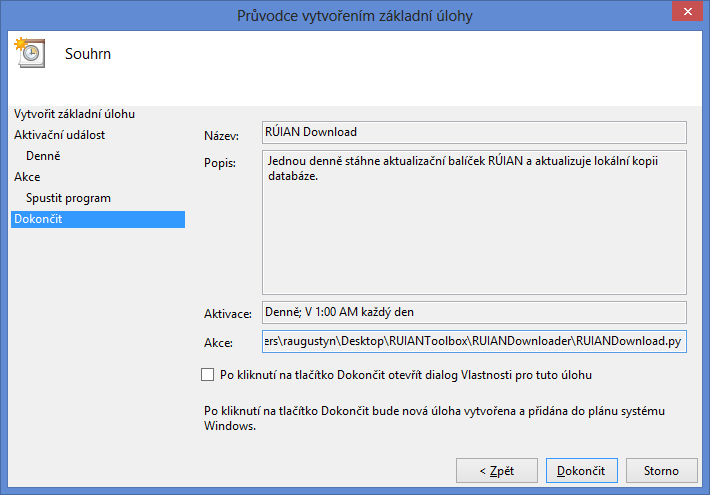 Průvodce vytvořením základní úlohy
Souhrn
Vytvořit základní úlohu
Aktivační událost
Denně
Akce
Spustit program
Dokončit
Název:
RÚIAN Download
Popis:
Jednou denně stáhne aktualizační balíček RÚIAN a aktualizuje lokální kopii
databáze.
Aktivace:
Denně; V 1:00 AM každý den
Akce:
ers\raugustyn\Desktop\RUIANToolbox\RUIANDownloader\RUIANDownload.py
Po kliknutí na tlačítko Dokončit otevřít dialog Vlastnosti pro tuto úlohu
Po kliknutí na tlačítko Dokončit bude nová úloha vytvořena a přidána do plánu systému
Windows.
< Zpět
Dokončit
Storno